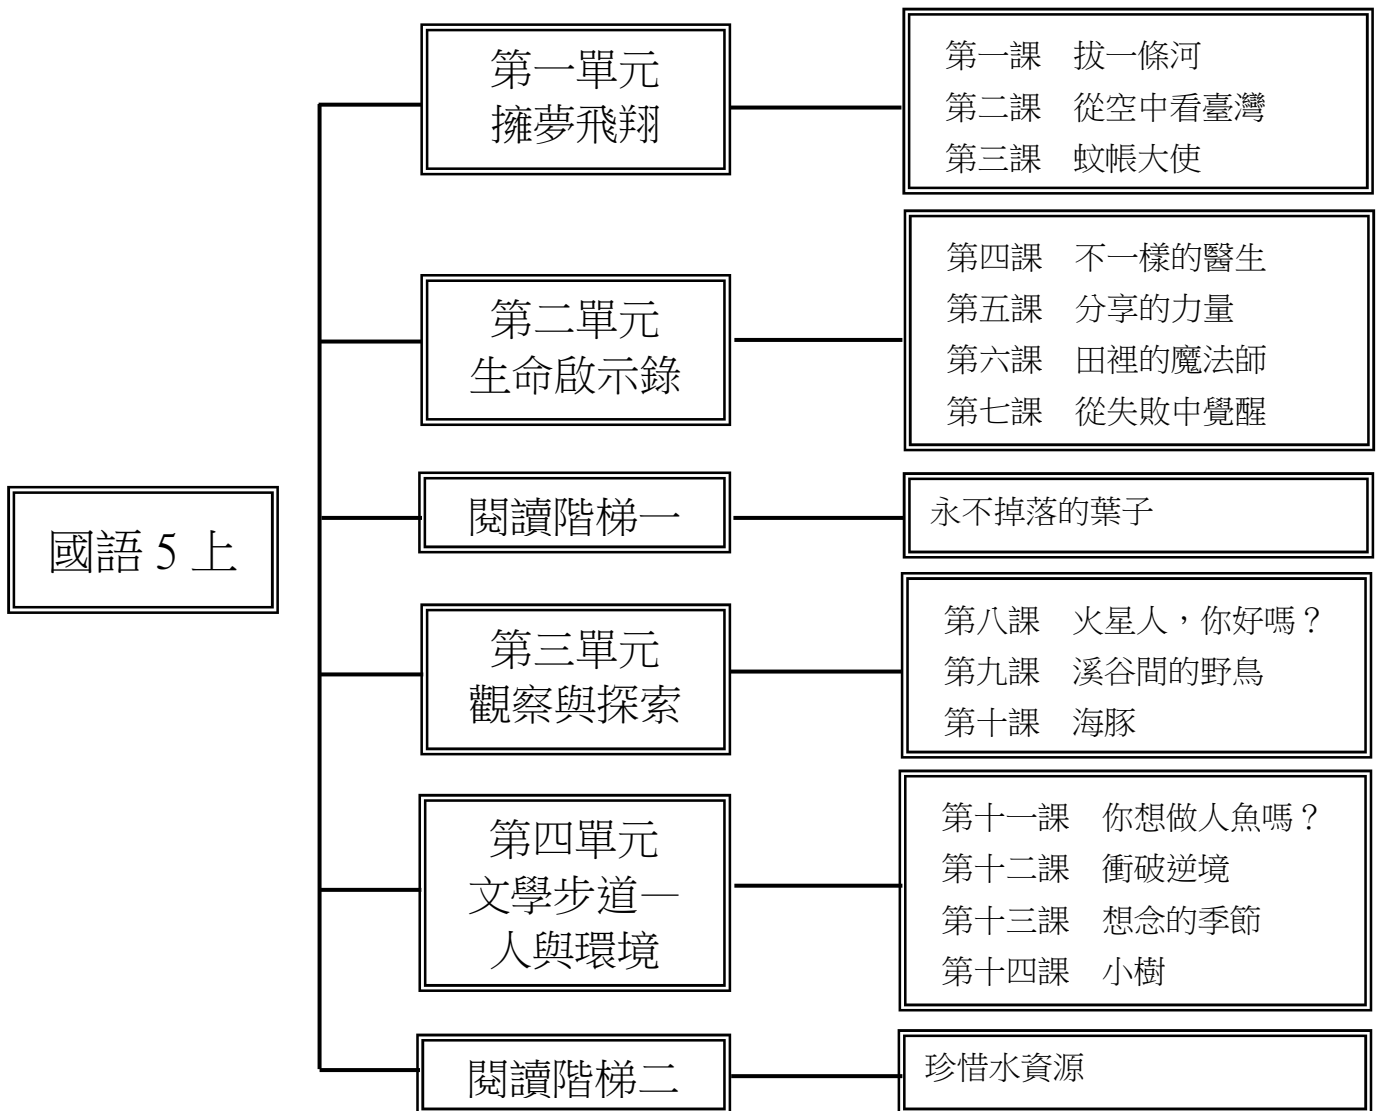 國語 5 上
第一單元
擁夢飛翔
第一課 拔一條河
第二課 從空中看臺灣
第三課 蚊帳大使
第二單元
生命啟示錄
第四課 不一樣的醫生
第五課 分享的力量
第六課 田裡的魔法師
第七課 從失敗中覺醒
閱讀階梯一
永不掉落的葉子
第三單元
觀察與探索
第八課 火星人，你好嗎？
第九課 溪谷間的野鳥
第十課 海豚
第四單元
文學步道—
人與環境
第十一課 你想做人魚嗎？
第十二課 衝破逆境
第十三課 想念的季節
第十四課 小樹
閱讀階梯二
珍惜水資源